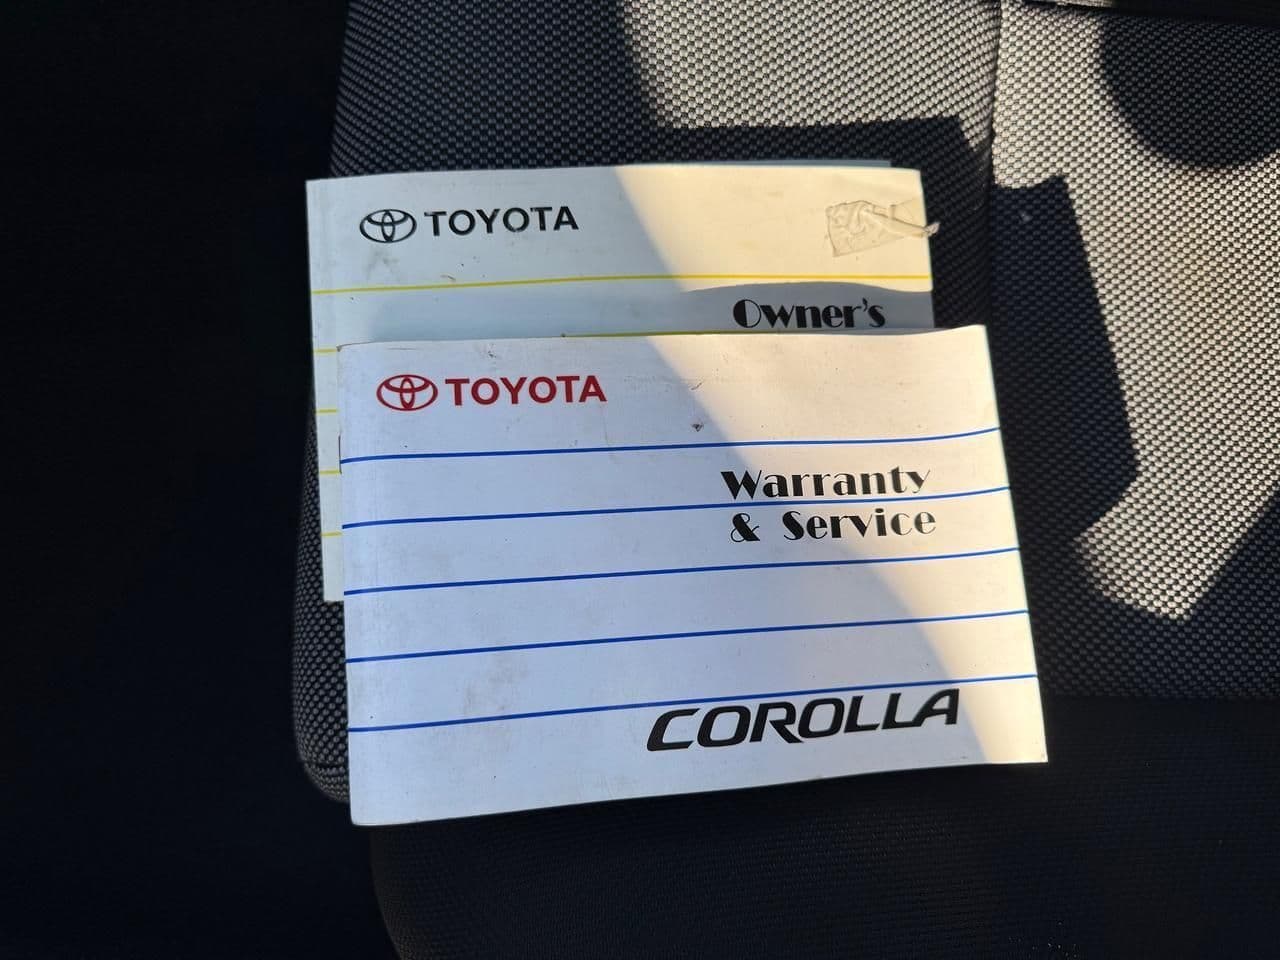 TOYOTA
Owner's
TOYOTA
Warranty
& Service
COROLLA